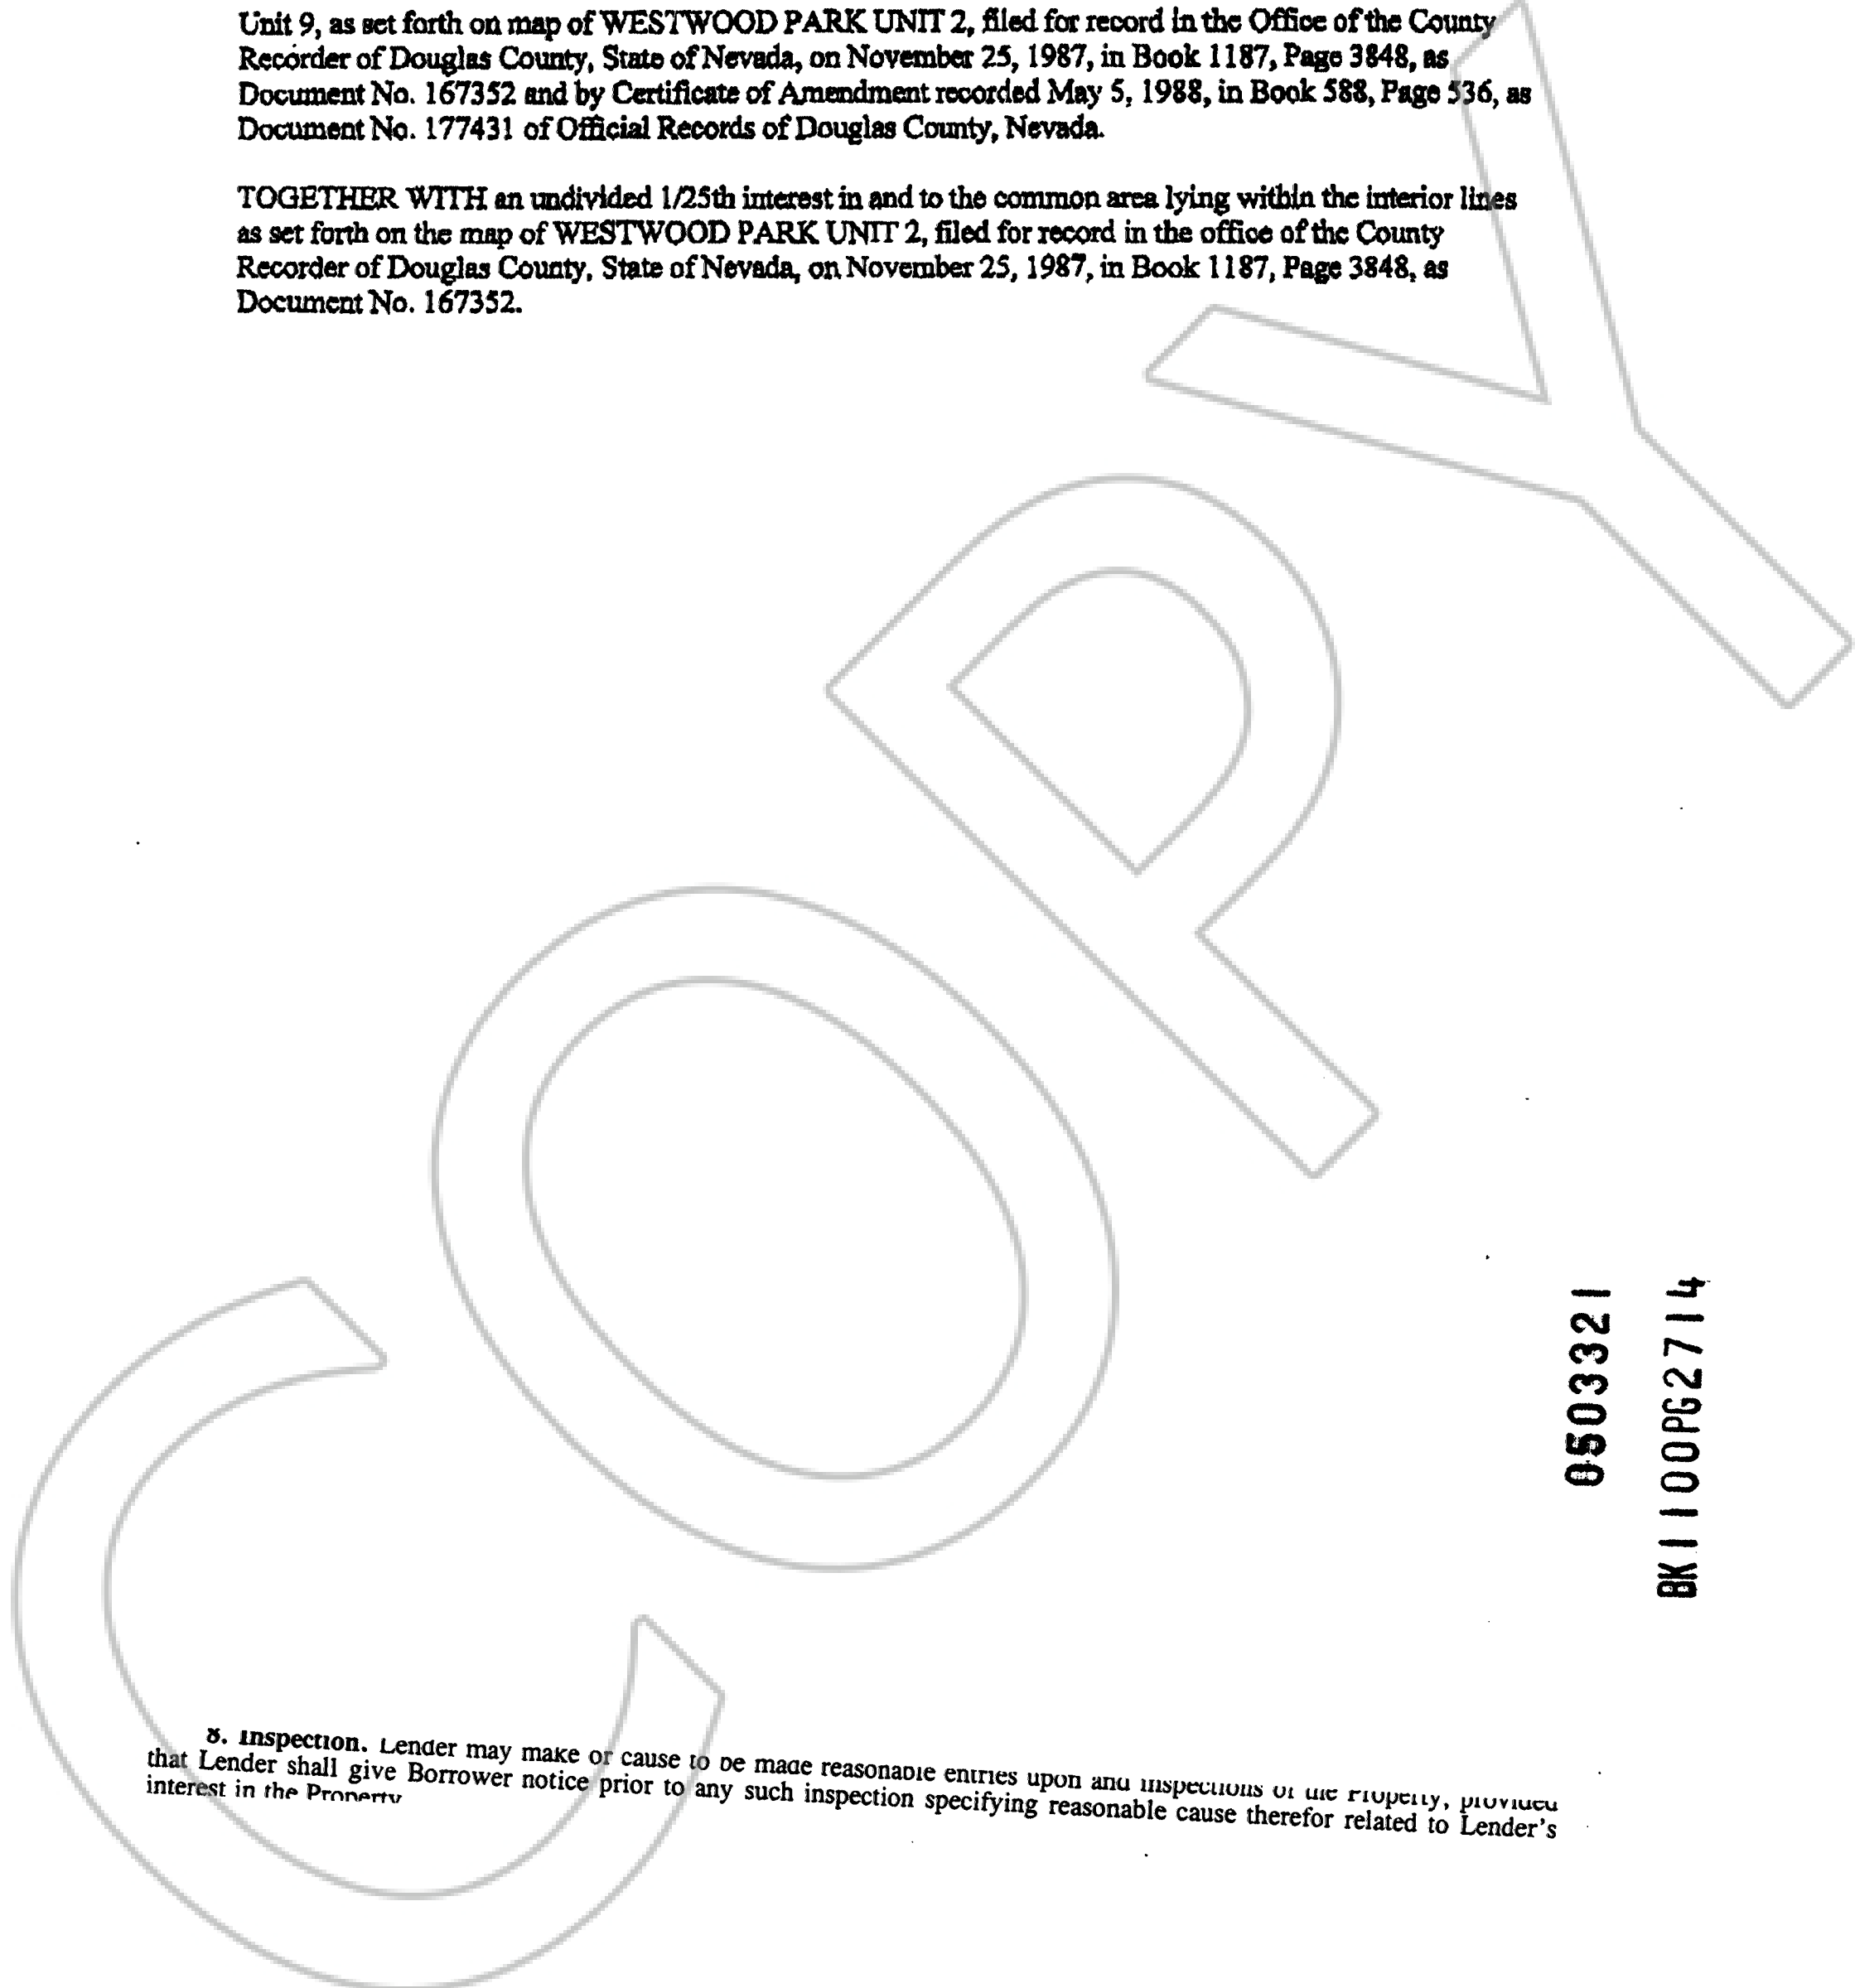 Unit 9, as set forth on map of WESTWOOD PARK UNIT 2, filed for record in the Office of the County
Recorder of Douglas County, State of Nevada, on November 25, 1987, in Book 1187, Page 3848, as
Document No. 167352 and by Certificate of Amendment recorded May 5, 1988, in Book 588, Page 536, as
Document No. 177431 of Official Records of Douglas County, Nevada.
TOGETHER WITH an undivided 1/25th interest in and to the common area lying within the interior lines
as set forth on the map of WESTWOOD PARK UNIT 2, filed for record in the office of the County
Recorder of Douglas County, State of Nevada, on November 25, 1987, in Book 1187, Page 3848, as
Document No. 167352.
COPY
0503321
BK1100PG2714
8. Inspection. Lender may make or cause to be made reasonable entries upon and inspections of the Property, provided
that Lender shall give Borrower notice prior to any such inspection specifying reasonable cause therefor related to Lender's
interest in the Property